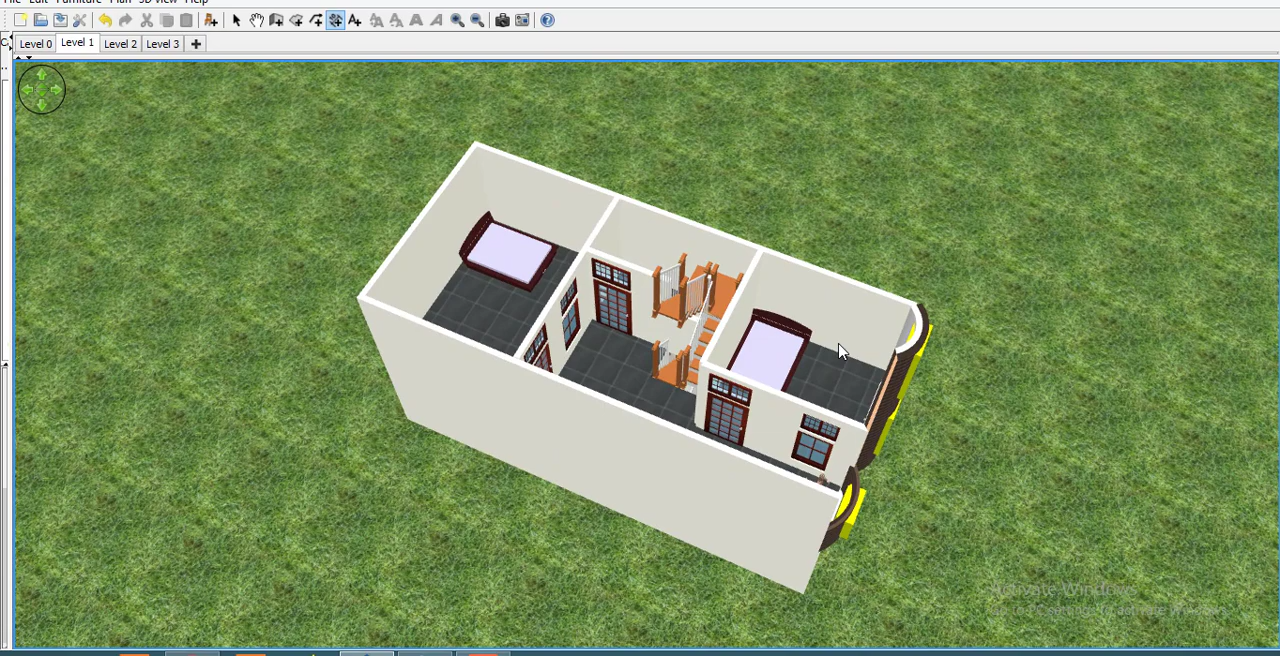 File Edit Furniture Plan 3D view Help
Level 0 Level 1 Level 2 Level 3
Activate Windows
Go to PC settings to activate Windows.